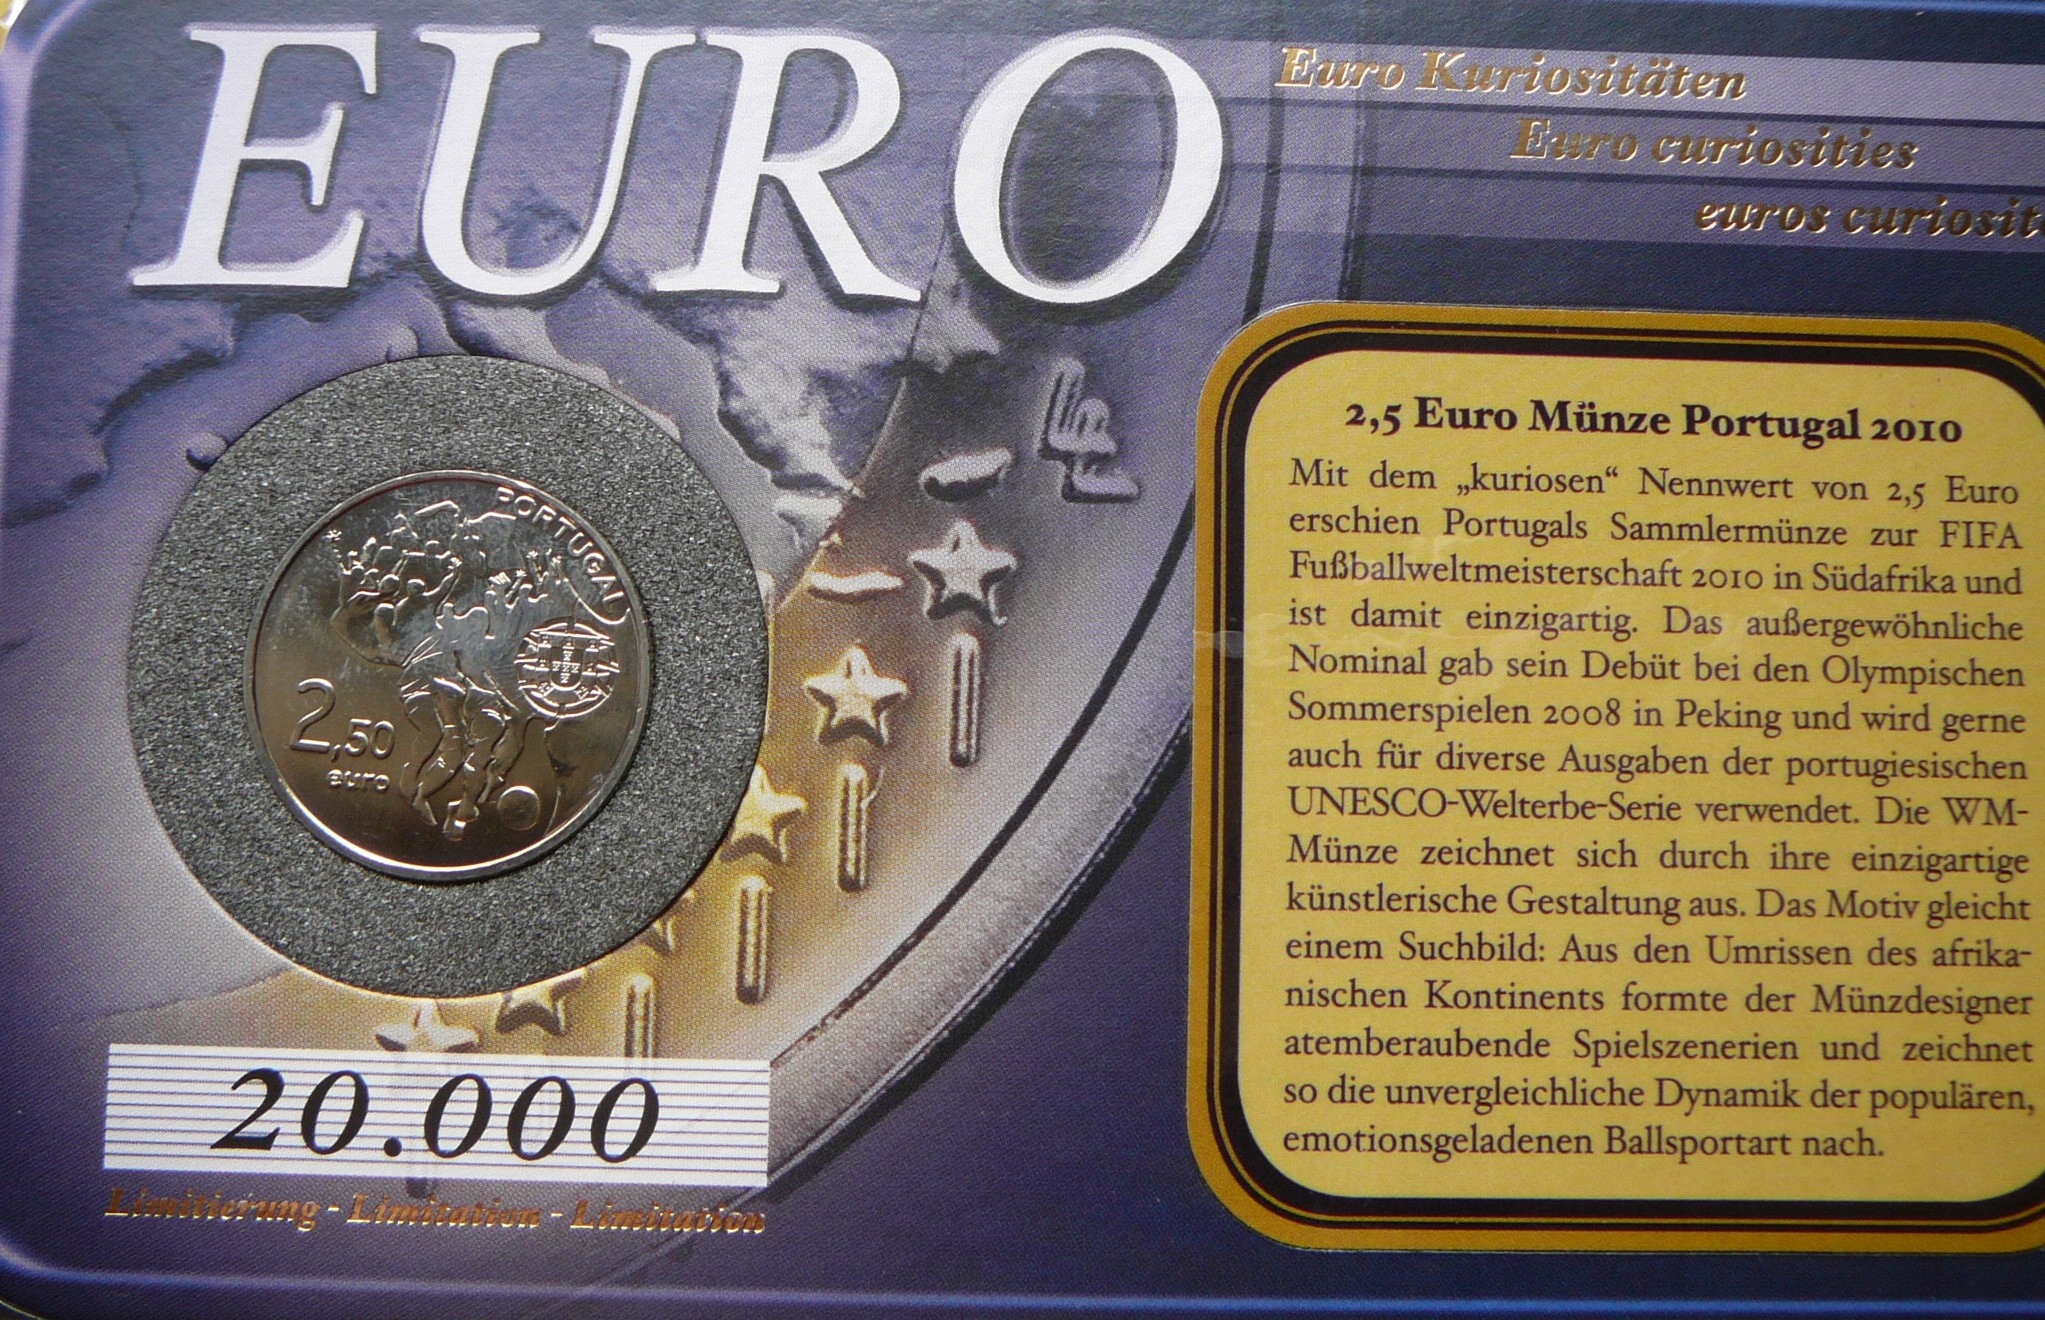 EURO
Euro Kuriositäten
Euro curiosities
euros
PORTUGAL
2,50
euro
20.000
Limitierung - Limitation - Limitation
2,5 Euro Münze Portugal 2010
Mit dem „kuriosen“ Nennwert von 2,5 Euro
erschien Portugals Sammlermünze zur FIFA
Fußballweltmeisterschaft 2010 in Südafrika und
ist damit einzigartig. Das außergewöhnliche
Nominal gab sein Debüt bei den Olympischen
Sommerspielen 2008 in Peking und wird gerne
auch für diverse Ausgaben der portugiesischen
UNESCO-Welterbe-Serie verwendet. Die WM-
Münze zeichnet sich durch ihre einzigartige
künstlerische Gestaltung aus. Das Motiv gleicht
einem Suchbild: Aus den Umrissen des afrika-
nischen Kontinents formte der Münzdesigner
atemberaubende Spielszenerien und zeichnet
so die unvergleichliche Dynamik der populären,
emotionsgeladenen Ballsportart nach.